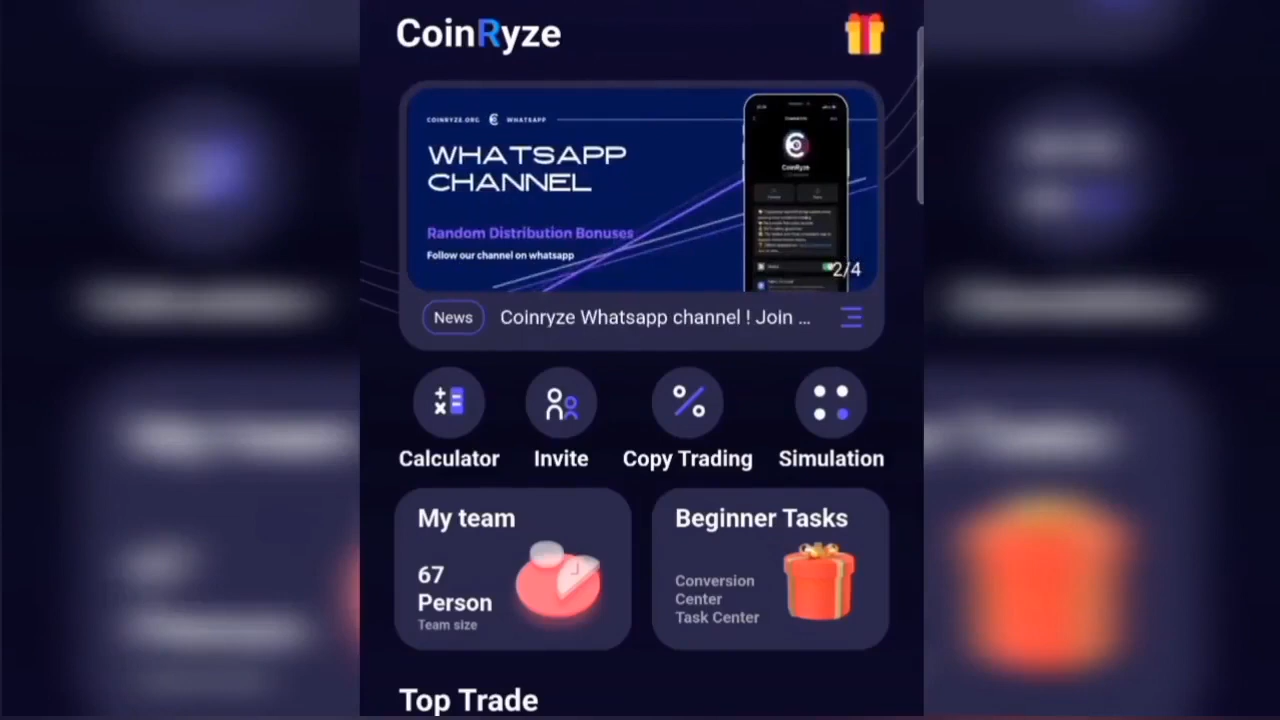 CoinRyze
COINRYZE.ORG WHATSAPP
WHATSAPP
CHANNEL
Random Distribution Bonuses
Follow our channel on whatsapp
CoinRyze
2/4
News Coinryze Whatsapp channel ! Join ...
Calculator Invite Copy Trading Simulation
My team
67
Person
Team size
Beginner Tasks
Conversion
Center
Task Center
Top Trade